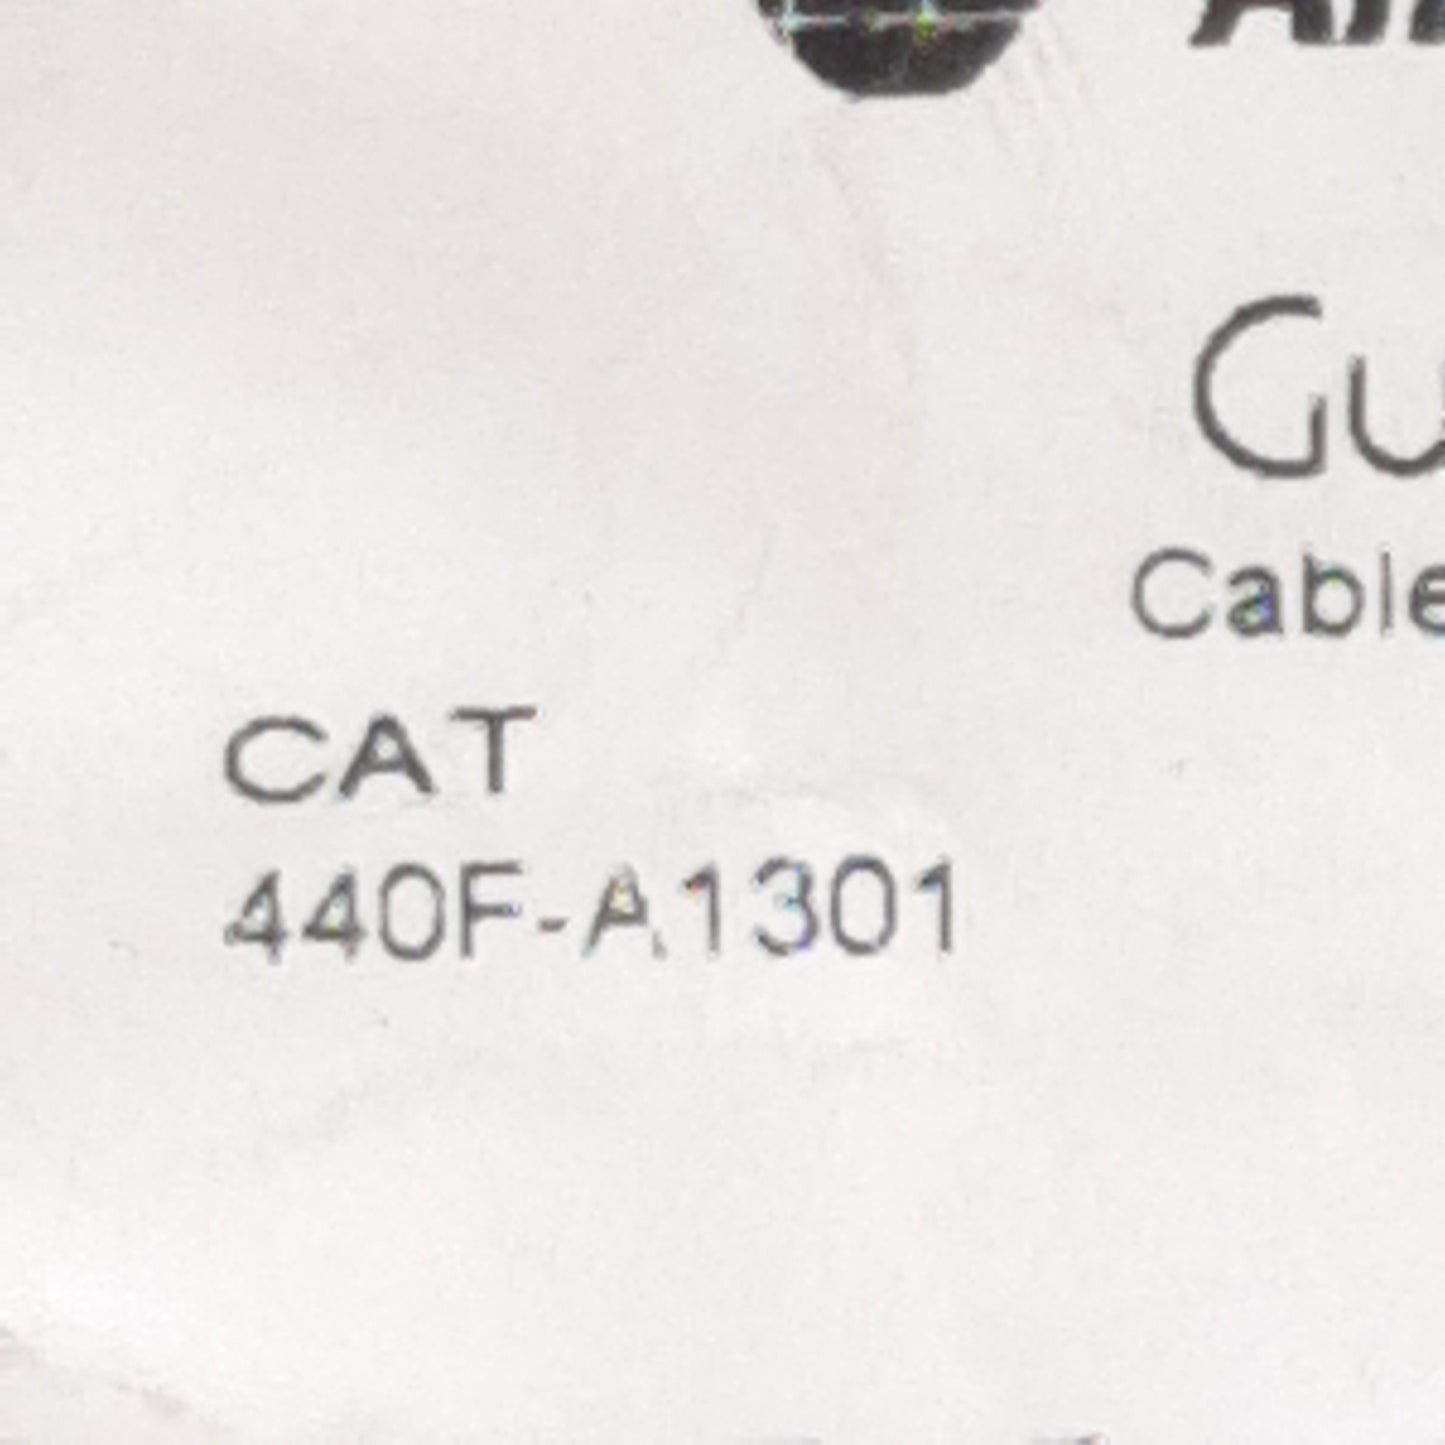 Gu
Cable
CAT
440F-A1301